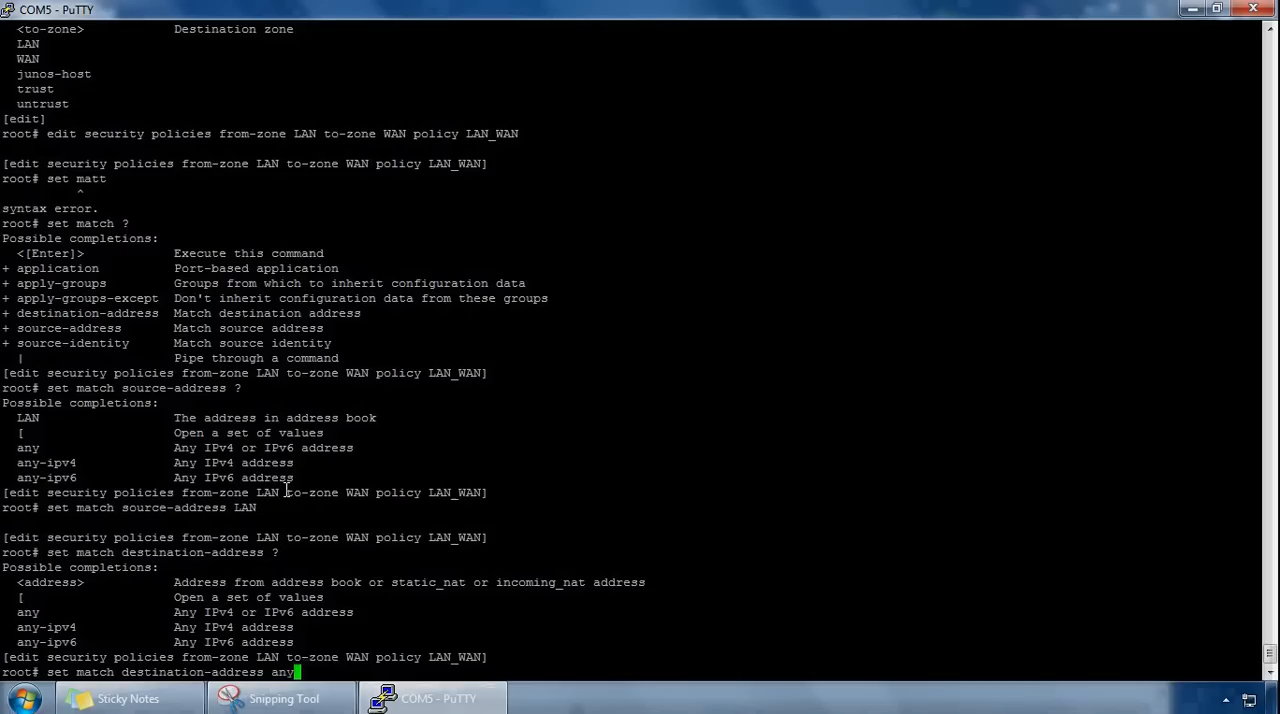 COM5 - PuTTY
<to-zone>            Destination zone
LAN
WAN
junos-host
trust
untrust
[edit]
root# edit security policies from-zone LAN to-zone WAN policy LAN_WAN
[edit security policies from-zone LAN to-zone WAN policy LAN_WAN]
root# set matt
^
syntax error.
root# set match ?
Possible completions:
<[Enter]>            Execute this command
+ application          Port-based application
+ apply-groups         Groups from which to inherit configuration data
+ apply-groups-except  Don't inherit configuration data from these groups
+ destination-address  Match destination address
+ source-address       Match source address
+ source-identity      Match source identity
|                    Pipe through a command
[edit security policies from-zone LAN to-zone WAN policy LAN_WAN]
root# set match source-address ?
Possible completions:
LAN                  The address in address book
[                    Open a set of values
any                  Any IPv4 or IPv6 address
any-ipv4             Any IPv4 address
any-ipv6             Any IPv6 address
[edit security policies from-zone LAN to-zone WAN policy LAN_WAN]
root# set match source-address LAN
[edit security policies from-zone LAN to-zone WAN policy LAN_WAN]
root# set match destination-address ?
Possible completions:
<address>            Address from address book or static_nat or incoming_nat address
[                    Open a set of values
any                  Any IPv4 or IPv6 address
any-ipv4             Any IPv4 address
any-ipv6             Any IPv6 address
[edit security policies from-zone LAN to-zone WAN policy LAN_WAN]
root# set match destination-address any
Sticky Notes
Snipping Tool
COM5 - PuTTY